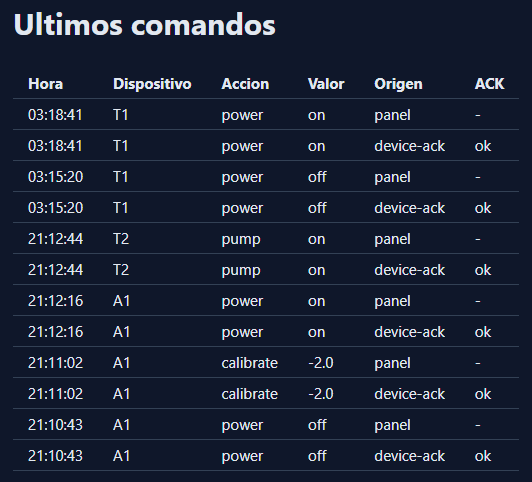 Ultimos comandos
Hora Dispositivo Accion Valor Origen ACK
03:18:41 T1 power on panel -
03:18:41 T1 power on device-ack ok
03:15:20 T1 power off panel -
03:15:20 T1 power off device-ack ok
21:12:44 T2 pump on panel -
21:12:44 T2 pump on device-ack ok
21:12:16 A1 power on panel -
21:12:16 A1 power on device-ack ok
21:11:02 A1 calibrate -2.0 panel -
21:11:02 A1 calibrate -2.0 device-ack ok
21:10:43 A1 power off panel -
21:10:43 A1 power off device-ack ok